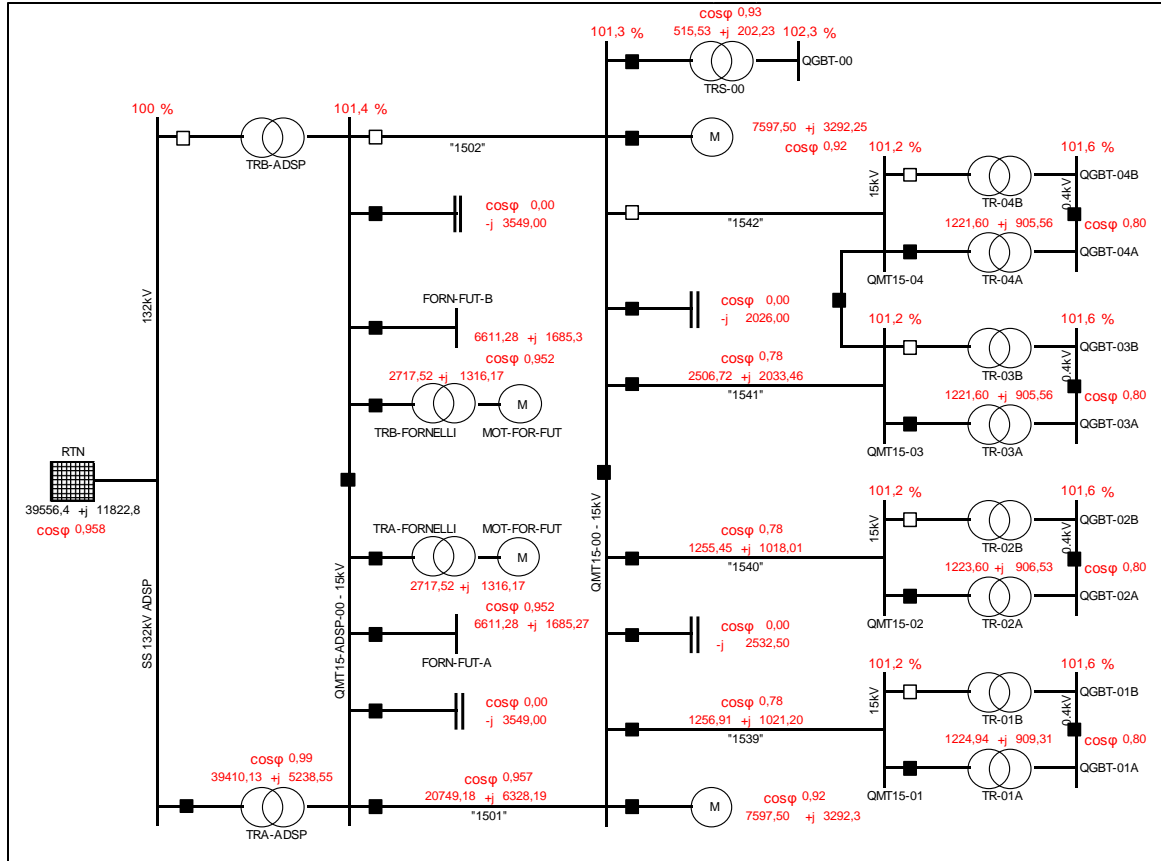 cosφ 0,93
101,3 %
515,53 +j 202,23
102,3 %
QGBT-00
TRS-00
100 %
101,4 %
TRB-ADSP
"1502"
M
7597,50 +j 3292,25
cosφ 0,92
101,2 %
101,6 %
15kV
QGBT-04B
TR-04B
0.4kV
cosφ 0,00
-j 3549,00
"1542"
1221,60 +j 905,56
cosφ 0,80
QGBT-04A
QMT15-04
TR-04A
132kV
FORN-FUT-B
6611,28 +j 1685,3
cosφ 0,952
cosφ 0,00
-j 2026,00
101,2 %
101,6 %
QGBT-03B
TR-03B
0.4kV
2717,52 +j 1316,17
M
TRB-FORNELLI
MOT-FOR-FUT
cosφ 0,78
2506,72 +j 2033,46
"1541"
1221,60 +j 905,56
cosφ 0,80
QGBT-03A
QMT15-03
TR-03A
RTN
39556,4 +j 11822,8
cosφ 0,958
QMT15-00 - 15kV
101,2 %
101,6 %
15kV
QGBT-02B
TR-02B
0.4kV
TRA-FORNELLI
MOT-FOR-FUT
M
2717,52 +j 1316,17
cosφ 0,78
1255,45 +j 1018,01
"1540"
1223,60 +j 906,53
cosφ 0,80
QGBT-02A
QMT15-02
TR-02A
SS 132kV ADSP
QMT15-ADSP-00 - 15kV
cosφ 0,952
6611,28 +j 1685,27
FORN-FUT-A
cosφ 0,00
-j 2532,50
101,2 %
101,6 %
15kV
QGBT-01B
TR-01B
0.4kV
cosφ 0,00
-j 3549,00
cosφ 0,78
1256,91 +j 1021,20
"1539"
1224,94 +j 909,31
cosφ 0,80
QGBT-01A
QMT15-01
TR-01A
cosφ 0,99
39410,13 +j 5238,55
TRA-ADSP
cosφ 0,957
20749,18 +j 6328,19
"1501"
M
cosφ 0,92
7597,50 +j 3292,3